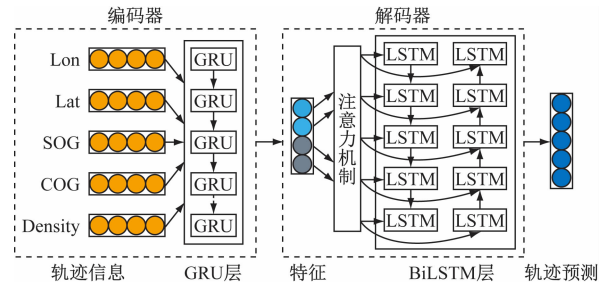 编码器
解码器
Lon
Lat
SOG
COG
Density
GRU
GRU
GRU
GRU
GRU
注意力机制
LSTM LSTM
LSTM LSTM
LSTM LSTM
LSTM LSTM
LSTM LSTM
轨迹信息
GRU层
特征
BiLSTM层
轨迹预测